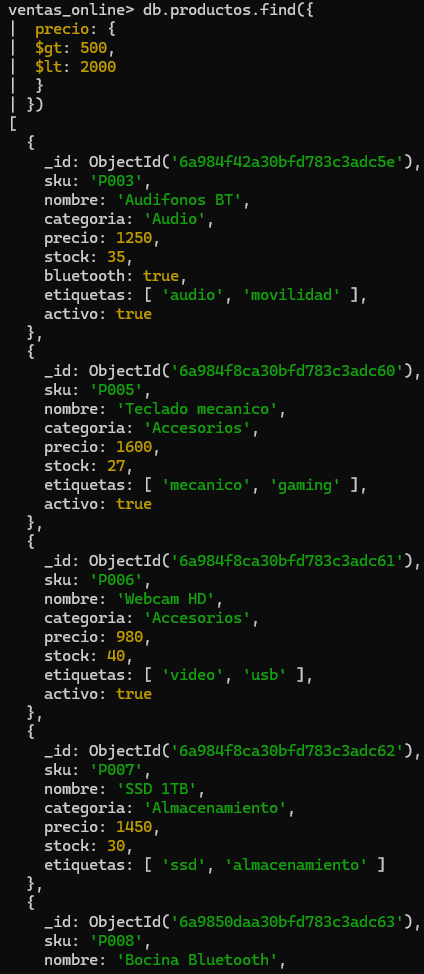 ventas_online> db.productos.find({
|  precio: {
|  $gt: 500,
|  $lt: 2000
|  }
| })
[
  {
    _id: ObjectId('6a984f42a30bfd783c3adc5e'),
    sku: 'P003',
    nombre: 'Audifonos BT',
    categoria: 'Audio',
    precio: 1250,
    stock: 35,
    bluetooth: true,
    etiquetas: [ 'audio', 'movilidad' ],
    activo: true
  },
  {
    _id: ObjectId('6a984f8ca30bfd783c3adc60'),
    sku: 'P005',
    nombre: 'Teclado mecanico',
    categoria: 'Accesorios',
    precio: 1600,
    stock: 27,
    etiquetas: [ 'mecanico', 'gaming' ],
    activo: true
  },
  {
    _id: ObjectId('6a984f8ca30bfd783c3adc61'),
    sku: 'P006',
    nombre: 'Webcam HD',
    categoria: 'Accesorios',
    precio: 980,
    stock: 40,
    etiquetas: [ 'video', 'usb' ],
    activo: true
  },
  {
    _id: ObjectId('6a984f8ca30bfd783c3adc62'),
    sku: 'P007',
    nombre: 'SSD 1TB',
    categoria: 'Almacenamiento',
    precio: 1450,
    stock: 30,
    etiquetas: [ 'ssd', 'almacenamiento' ]
  },
  {
    _id: ObjectId('6a9850daa30bfd783c3adc63'),
    sku: 'P008',
    nombre: 'Bocina Bluetooth',